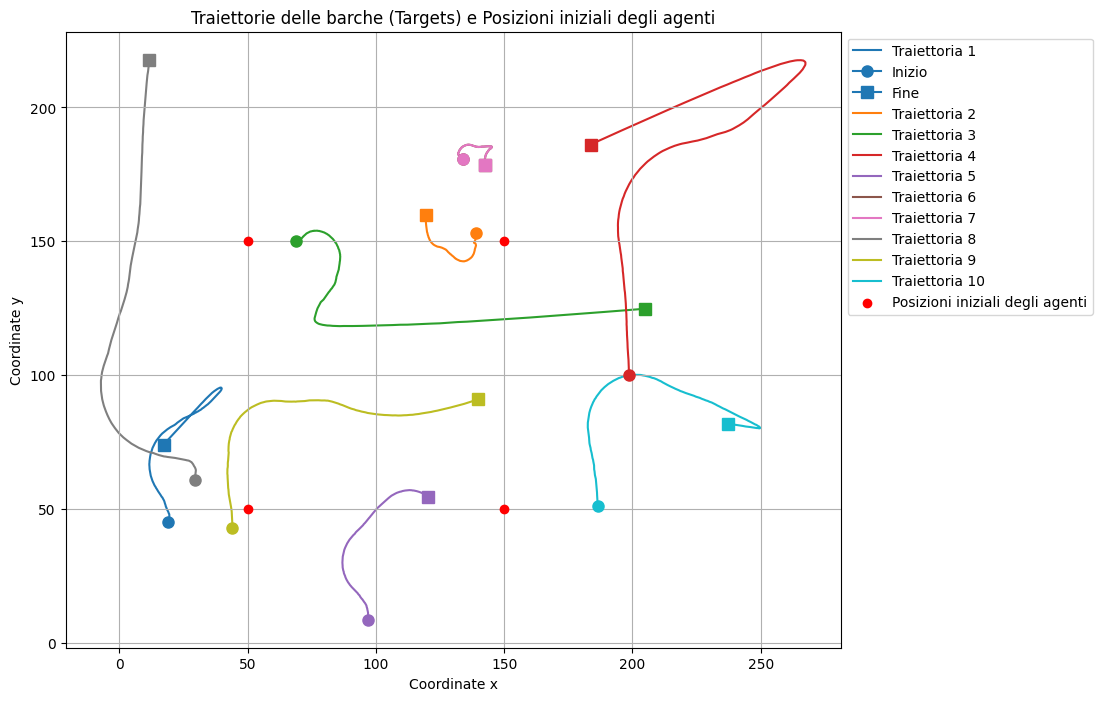 Traiettorie delle barche (Targets) e Posizioni iniziali degli agenti
Coordinate y
200
150
100
50
0
0 50 100 150 200 250
Coordinate x
Traiettoria 1
Inizio
Fine
Traiettoria 2
Traiettoria 3
Traiettoria 4
Traiettoria 5
Traiettoria 6
Traiettoria 7
Traiettoria 8
Traiettoria 9
Traiettoria 10
Posizioni iniziali degli agenti